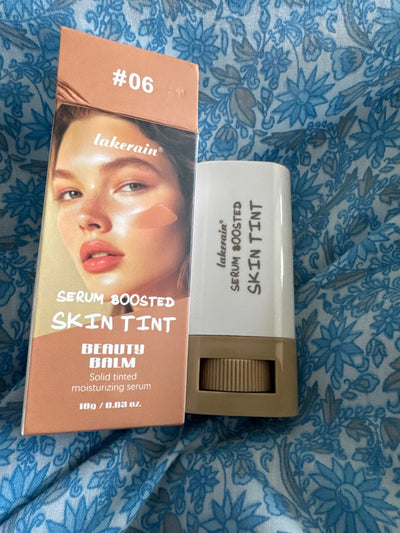 #06
lakerain®
SERUM BOOSTED
SKIN TINT
BEAUTY
BALM
Solid tinted
moisturizing serum
18g / 0.63 oz.
lakerain®
SERUM BOOSTED
SKIN TINT